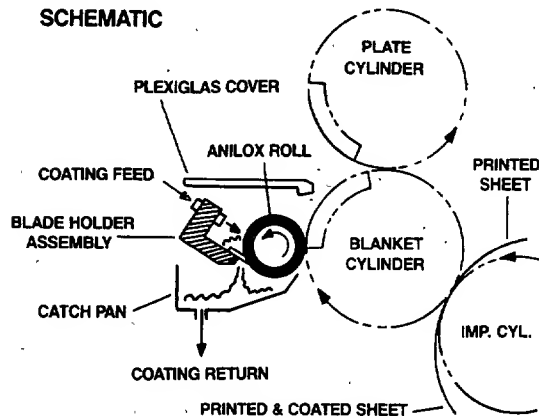 SCHEMATIC
PLATE
CYLINDER
PLEXIGLAS COVER
ANILOX ROLL
COATING FEED
PRINTED
SHEET
BLADE HOLDER
ASSEMBLY
BLANKET
CYLINDER
CATCH PAN
IMP. CYL.
COATING RETURN
PRINTED & COATED SHEET